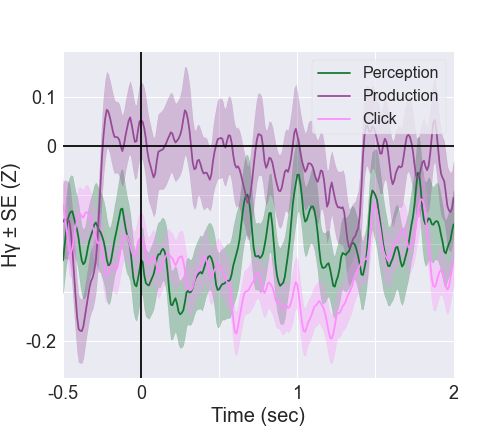 Perception
Production
Click
0.1
0
-0.2
Hγ ± SE (Z)
-0.5
0
1
2
Time (sec)